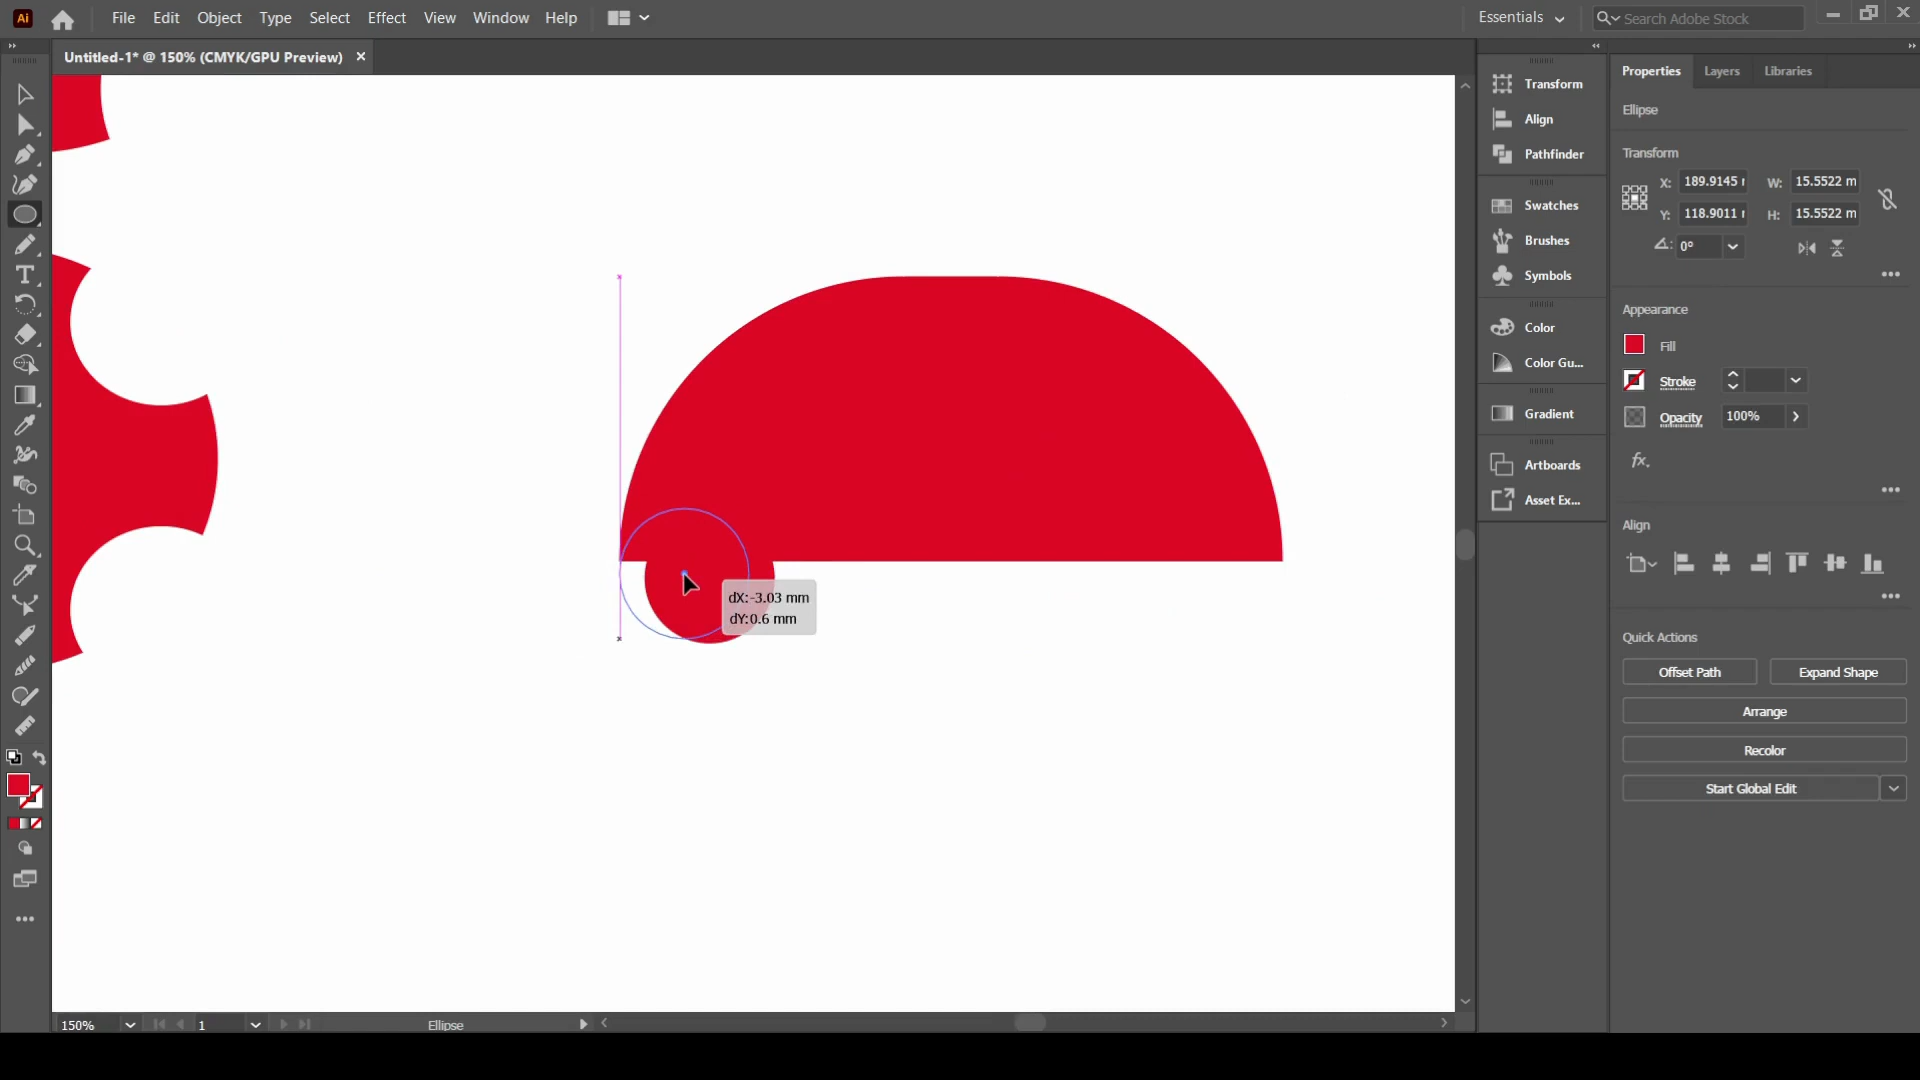 Ai File Edit Object Type Select Effect View Window Help Essentials Search Adobe Stock
Untitled-1* @ 150% (CMYK/GPU Preview) ×
Properties Layers Libraries
Transform
Align
Pathfinder
Swatches
Brushes
Symbols
Color
Color Gu...
Gradient
Artboards
Asset Ex...
Ellipse
Transform
X: 189.9145 W: 15.5522 m
Y: 118.9011 H: 15.5522 m
0°
Appearance
Fill
Stroke
Opacity 100%
fx.
Align
Quick Actions
Offset Path Expand Shape
Arrange
Recolor
Start Global Edit
dX:-3.03 mm
dY:0.6 mm
150% 1 Ellipse